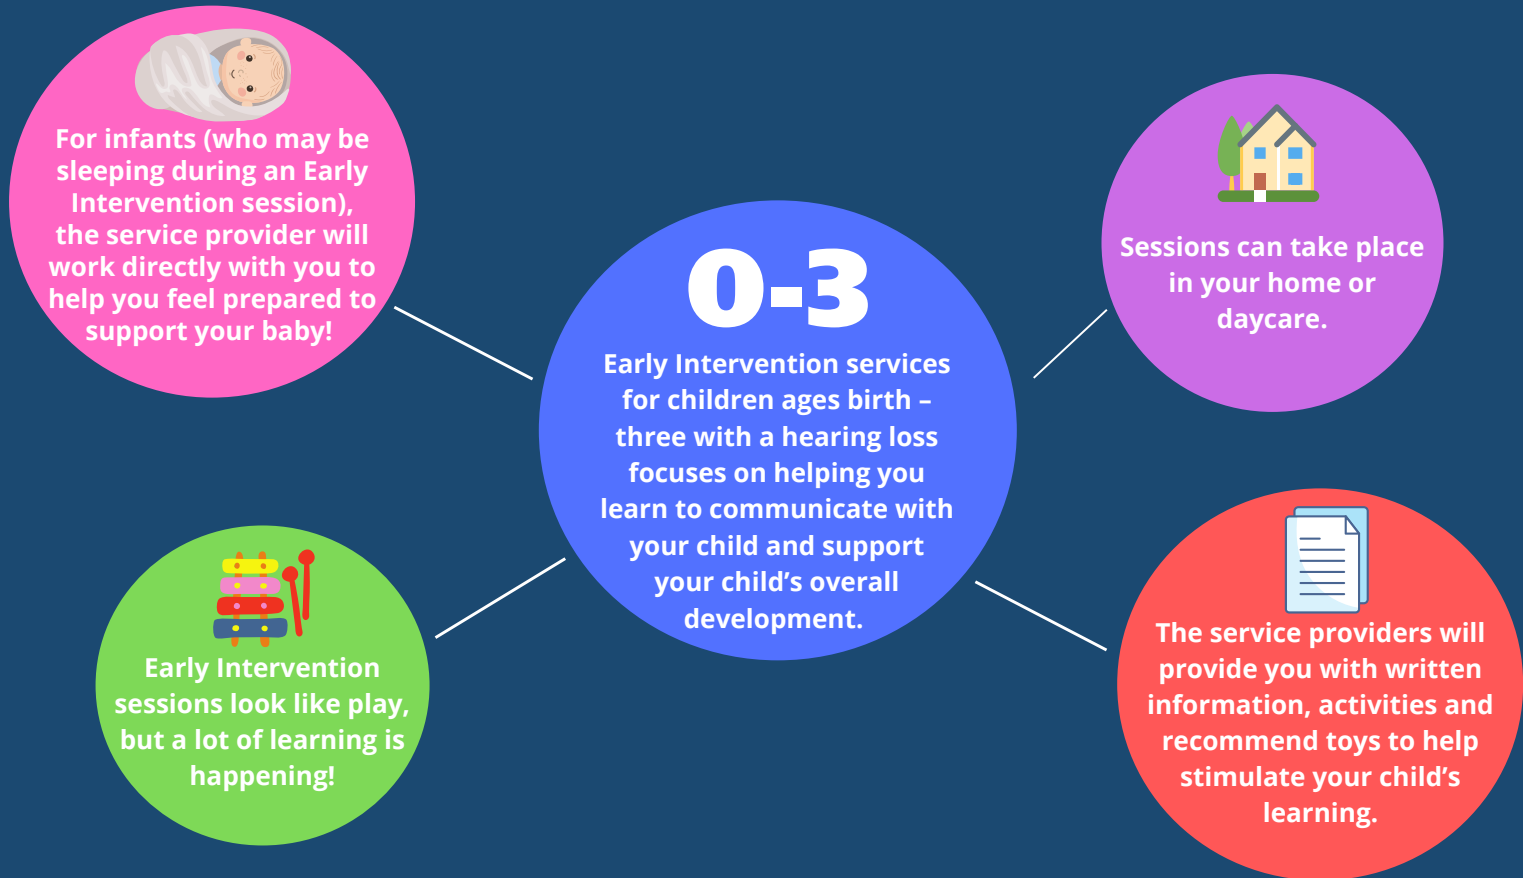 For infants (who may be
sleeping during an Early
Intervention session),
the service provider will
work directly with you to
help you feel prepared to
support your baby!
Sessions can take place
in your home or
daycare.
0-3
Early Intervention services
for children ages birth –
three with a hearing loss
focuses on helping you
learn to communicate with
your child and support
your child’s overall
development.
Early Intervention
sessions look like play,
but a lot of learning is
happening!
The service providers will
provide you with written
information, activities and
recommend toys to help
stimulate your child’s
learning.